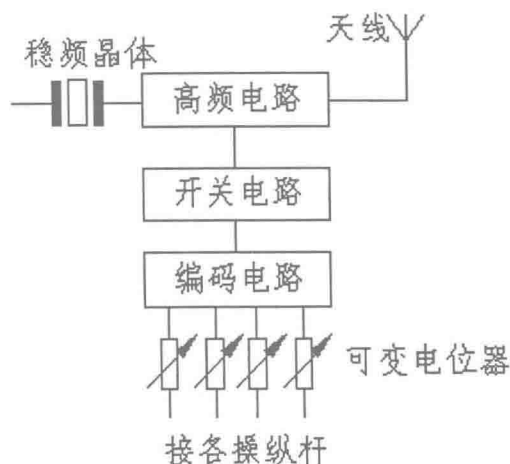 天线
稳频晶体
高频电路
开关电路
编码电路
可变电位器
接各操纵杆